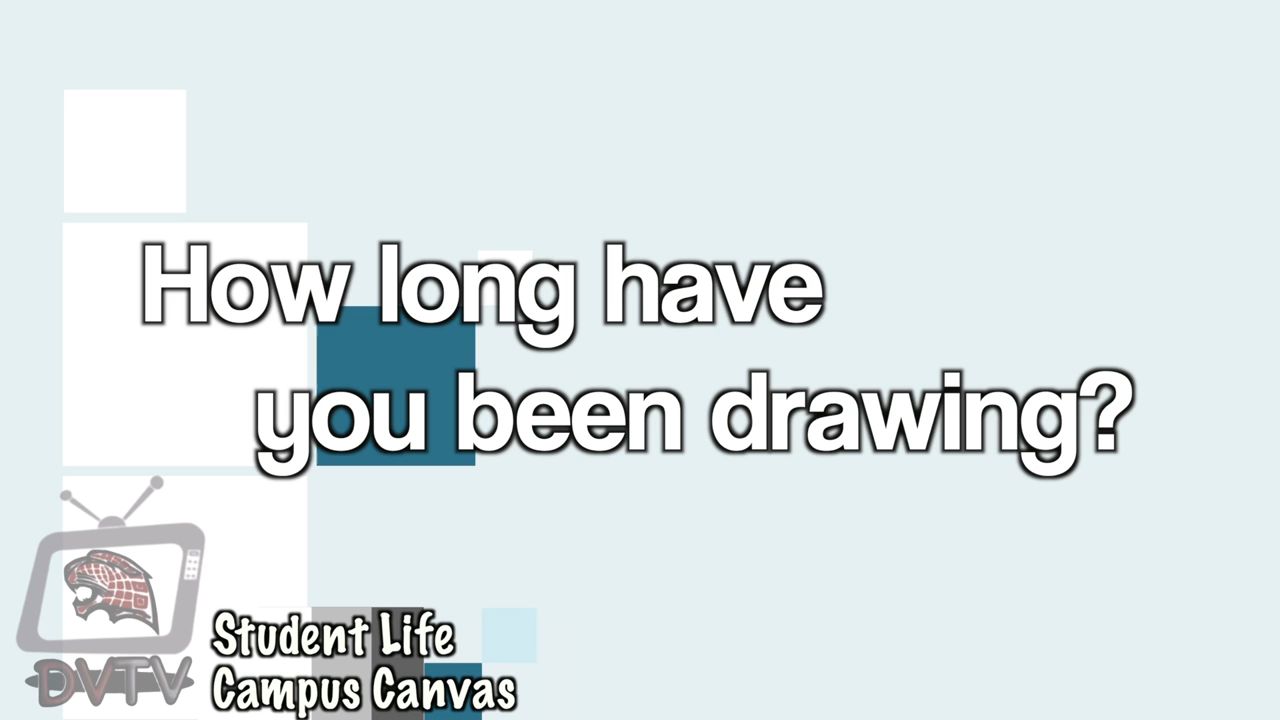 How long have
you been drawing?
DVTV
Student Life
Campus Canvas